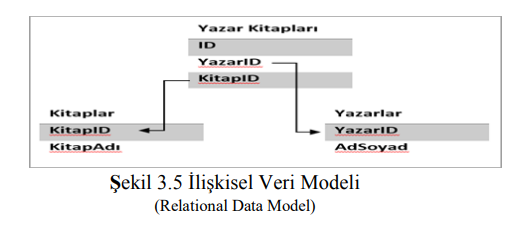 Yazar Kitapları
ID
YazarID
KitapID
Kitaplar
KitapID
KitapAdı
Yazarlar
YazarID
AdSoyad
Şekil 3.5 İlişkisel Veri Modeli
(Relational Data Model)